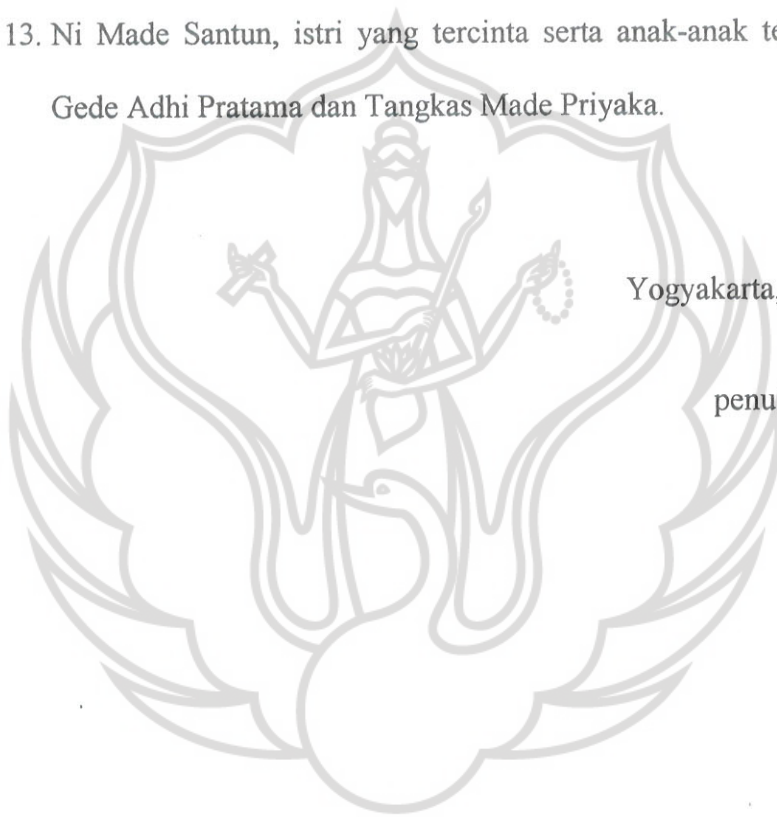 13. Ni Made Santun, istri yang tercinta serta anak-anak te
Gede Adhi Pratama dan Tangkas Made Priyaka.
Yogyakarta,
penu